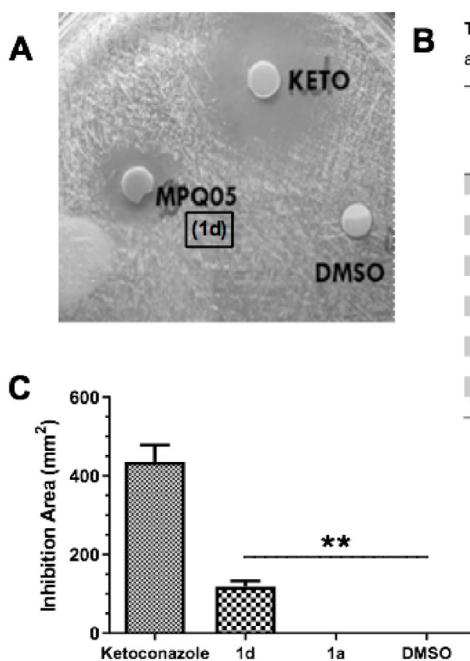 A
B
T
a
KETO
MPQ05
(1d)
DMSO
C
Inhibition Area (mm²)
600
400
200
0
**
Ketoconazole 1d 1a DMSO